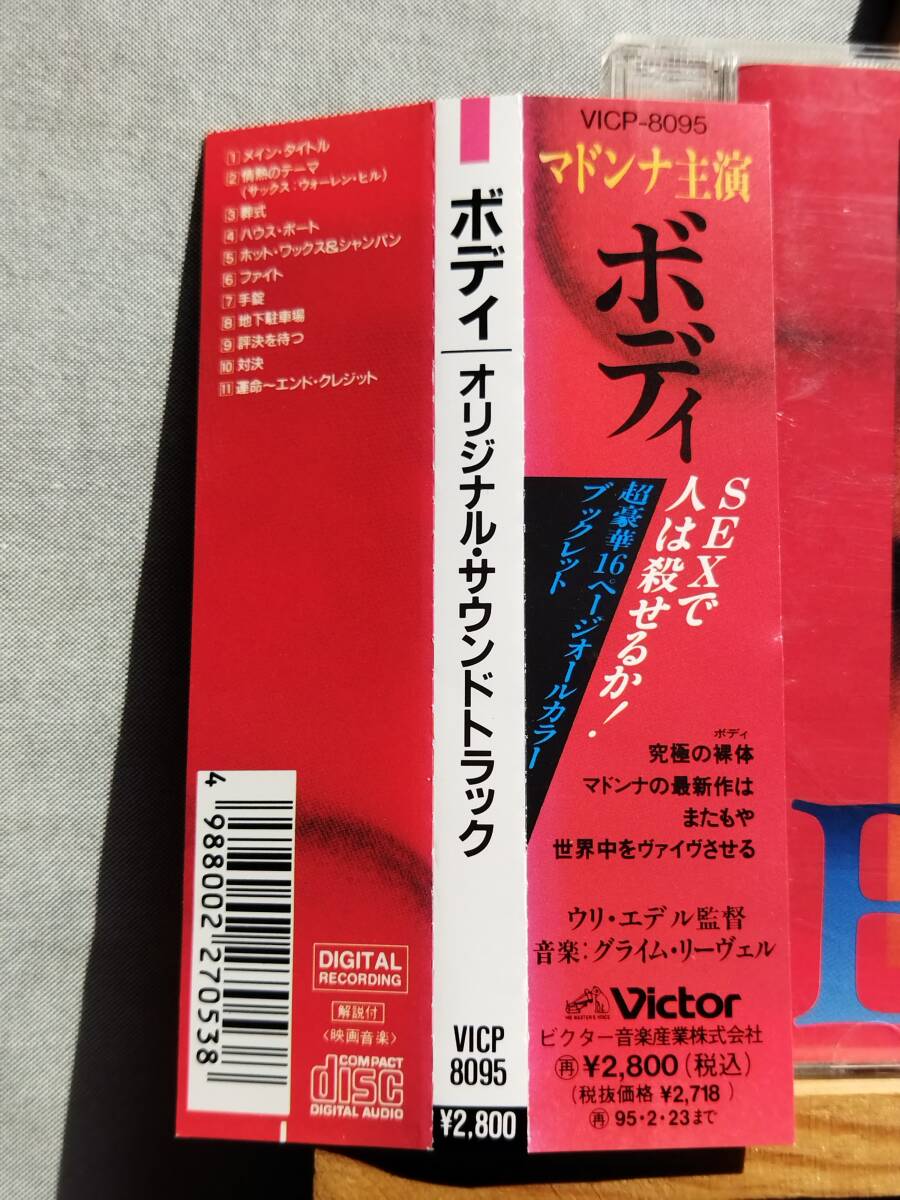 1 メイン・タイトル
2 情熱のテーマ
(サックス：ウォーレン・ヒル)
3 葬式
4 ハウス・ボート
5 ホット・ワックス&シャンパン
6 ファイト
7 手錠
8 地下駐車場
9 評決を待つ
10 対決
11 運命〜エンド・クレジット
4 988002 270538
DIGITAL
RECORDING
解説付
〈映画音楽〉
COMPACT
disc
DIGITAL AUDIO
ボディ
オリジナル・サウンドトラック
VICP
8095
¥2,800
VICP-8095
マドンナ主演
ボディ
SEXで
人は殺せるか!
超豪華16ページオールカラー
ブックレット
ボディ
究極の裸体
マドンナの最新作は
またもや
世界中をヴァイヴさせる
ウリ・エデル監督
音楽：グライム・リーヴェル
HIS MASTER'S VOICE
Victor
ビクター音楽産業株式会社
再 ¥2,800(税込)
(税抜価格 ¥2,718)
再 95・2・23まで
B